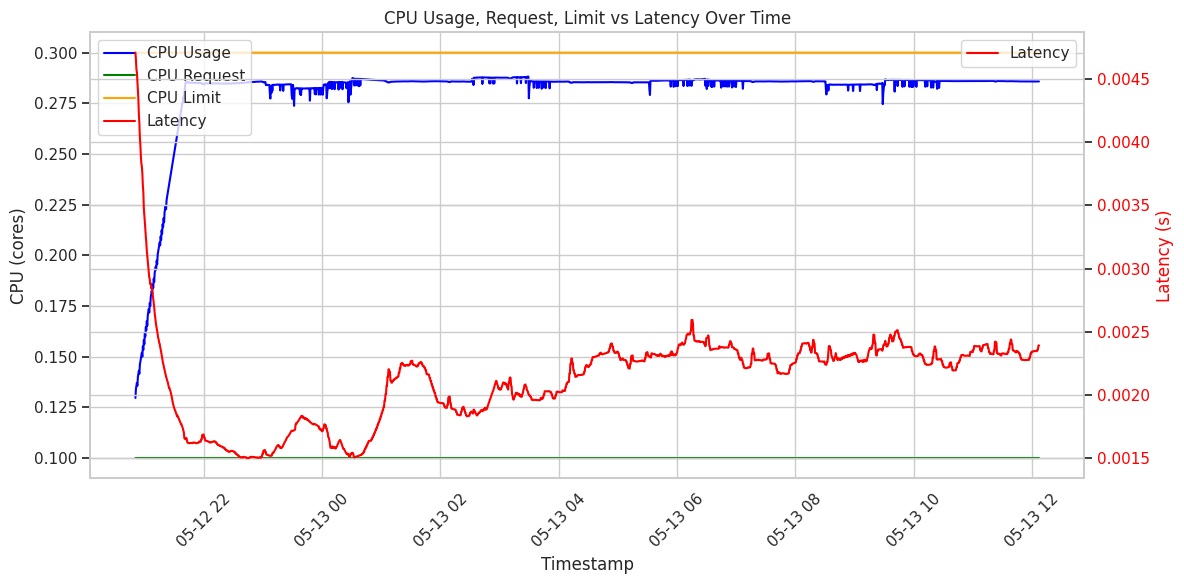 CPU Usage, Request, Limit vs Latency Over Time
CPU Usage
CPU Request
CPU Limit
Latency
Latency
0.300
0.275
0.250
0.225
0.200
0.175
0.150
0.125
0.100
CPU (cores)
0.0045
0.0040
0.0035
0.0030
0.0025
0.0020
0.0015
Latency (s)
05-12 22
05-13 00
05-13 02
05-13 04
05-13 06
05-13 08
05-13 10
05-13 12
Timestamp